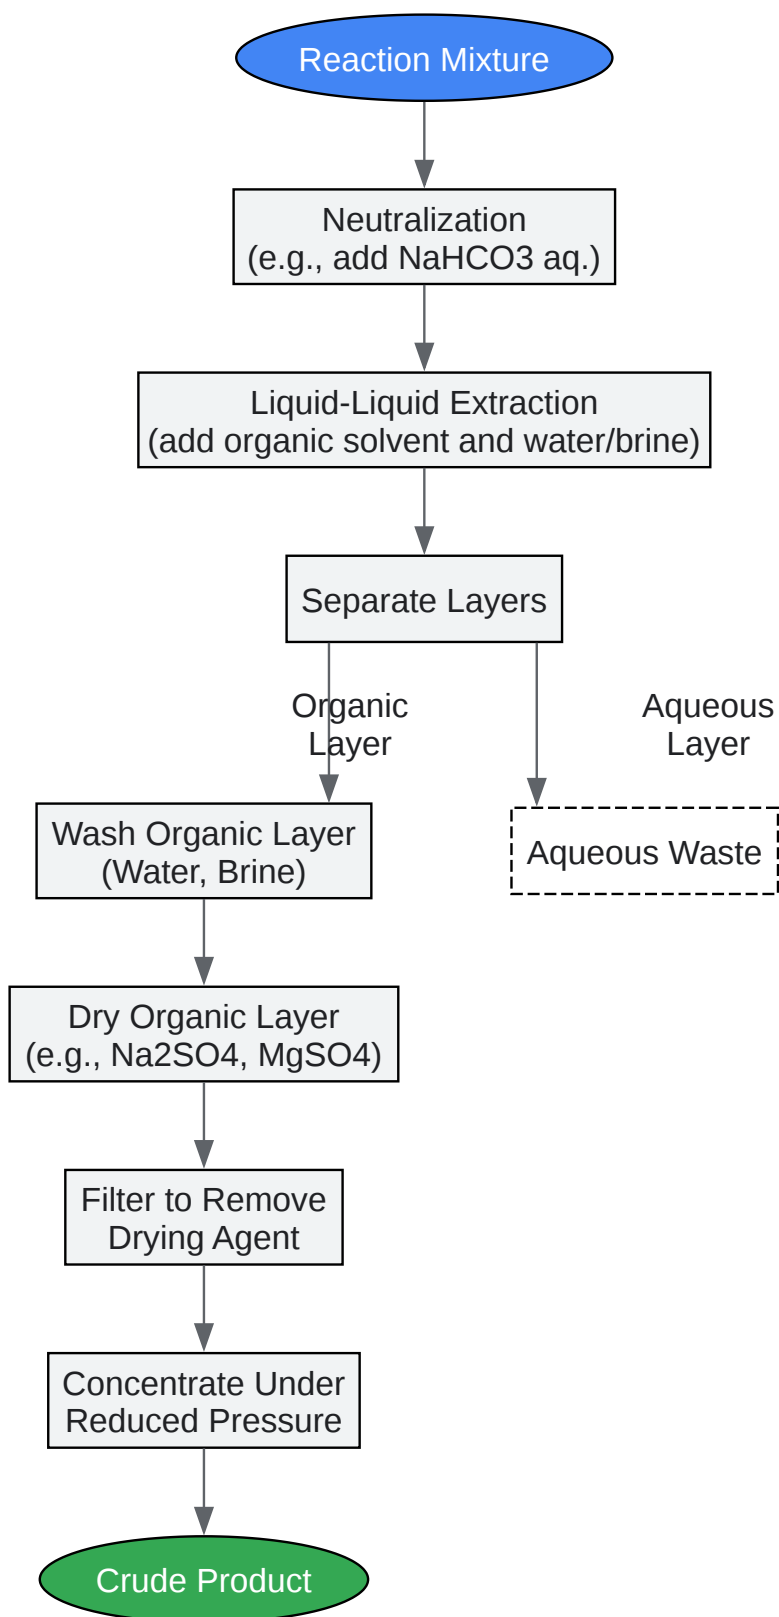 Reaction Mixture
Neutralization
(e.g., add NaHCO3 aq.)
Liquid-Liquid Extraction
(add organic solvent and water/brine)
Separate Layers
Organic
Layer
Aqueous
Layer
Wash Organic Layer
(Water, Brine)
Aqueous Waste
Dry Organic Layer
(e.g., Na2SO4, MgSO4)
Filter to Remove
Drying Agent
Concentrate Under
Reduced Pressure
Crude Product